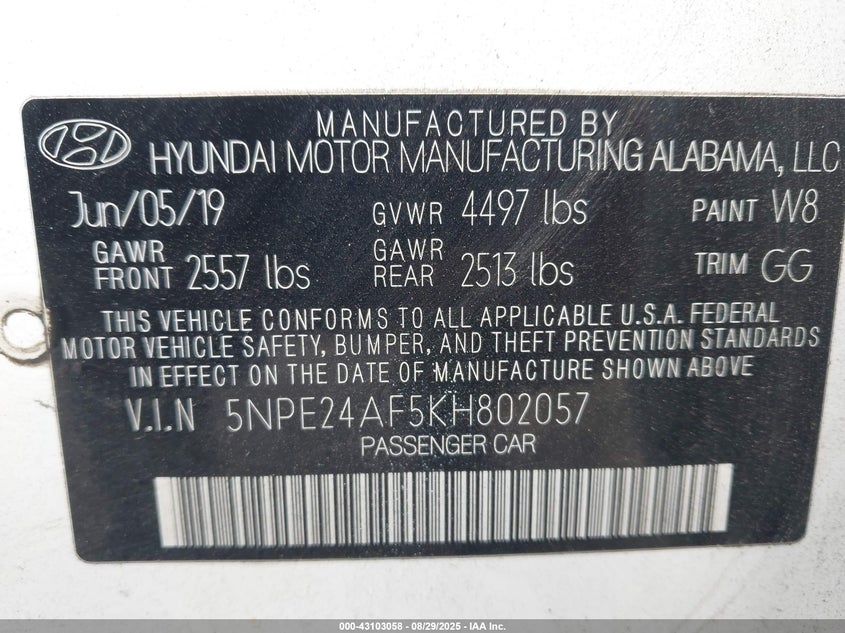 MANUFACTURED BY
HYUNDAI MOTOR MANUFACTURING ALABAMA, LLC
Jun/05/19 GVWR 4497 lbs PAINT W8
GAWR FRONT 2557 lbs GAWR REAR 2513 lbs TRIM GG
THIS VEHICLE CONFORMS TO ALL APPLICABLE U.S.A. FEDERAL
MOTOR VEHICLE SAFETY, BUMPER, AND THEFT PREVENTION STANDARDS
IN EFFECT ON THE DATE OF MANUFACTURE SHOWN ABOVE
V.I.N 5NPE24AF5KH802057
PASSENGER CAR
000-43103058 - 08/29/2025 - IAA Inc.